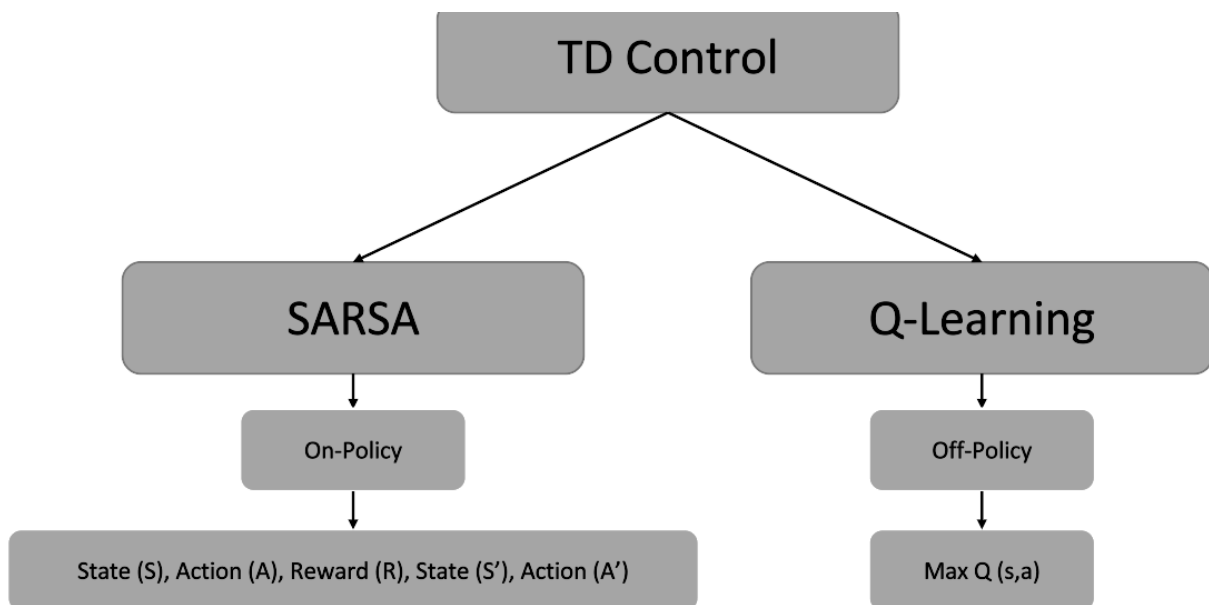 TD Control
SARSA
Q-Learning
On-Policy
Off-Policy
State (S), Action (A), Reward (R), State (S’), Action (A’)
Max Q (s,a)